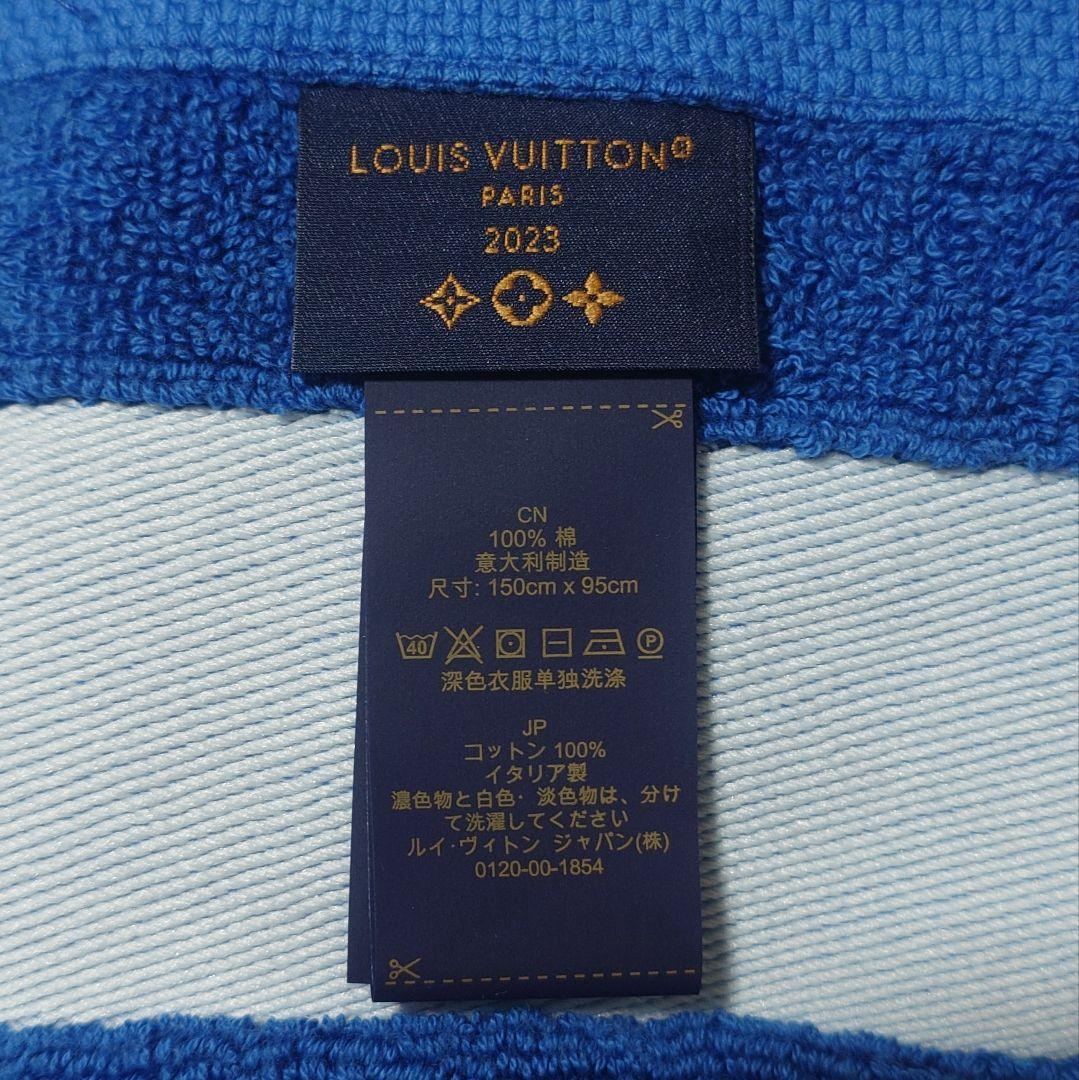 LOUIS VUITTON®
PARIS
2023
CN
100% 棉
意大利制造
尺寸: 150cm x 95cm
40 P
深色衣服单独洗涤
JP
コットン 100%
イタリア製
濃色物と白色·淡色物は、分け
て洗濯してください
ルイ·ヴィトン ジャパン(株)
0120-00-1854